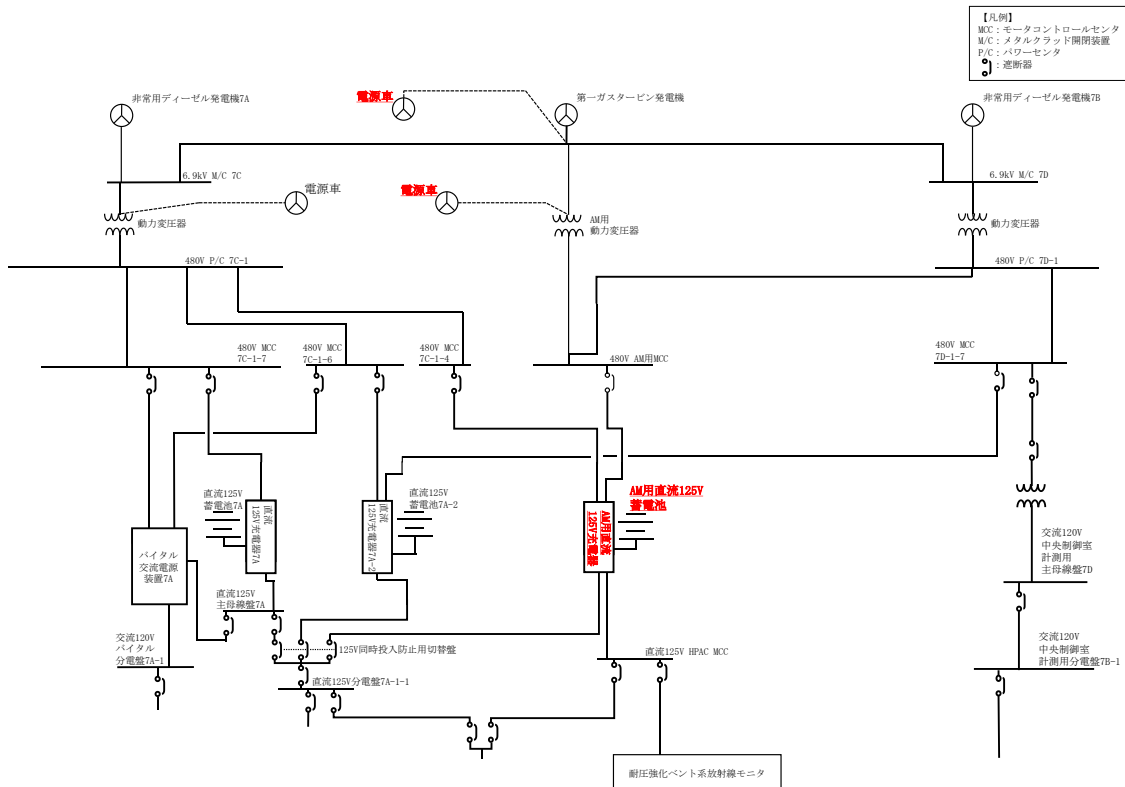 【凡例】
MCC：モータコントロールセンタ
M/C：メタルクラッド開閉装置
P/C：パワーセンタ
：遮断器
非常用ディーゼル発電機7A
電源車
第一ガスタービン発電機
非常用ディーゼル発電機7B
6.9kV M/C 7C
6.9kV M/C 7D
電源車
電源車
動力変圧器
AM用
動力変圧器
動力変圧器
480V P/C 7C-1
480V P/C 7D-1
480V MCC
7C-1-7
480V MCC
7C-1-6
480V MCC
7C-1-4
480V AM用MCC
480V MCC
7D-1-7
直流125V
蓄電池7A
直流
125V充電器7A
直流125V
蓄電池7A-2
直流
125V充電器7A-2
AM用直流125V
蓄電池
AM用直流
125V充電器
バイタル
交流電源
装置7A
交流120V
中央制御室
計測用
主母線盤7D
直流125V
主母線盤7A
交流120V
バイタル
分電盤7A-1
125V同時投入防止用切替盤
直流125V HPAC MCC
交流120V
中央制御室
計測用分電盤7B-1
直流125V分電盤7A-1-1
耐圧強化ベント系放射線モニタ